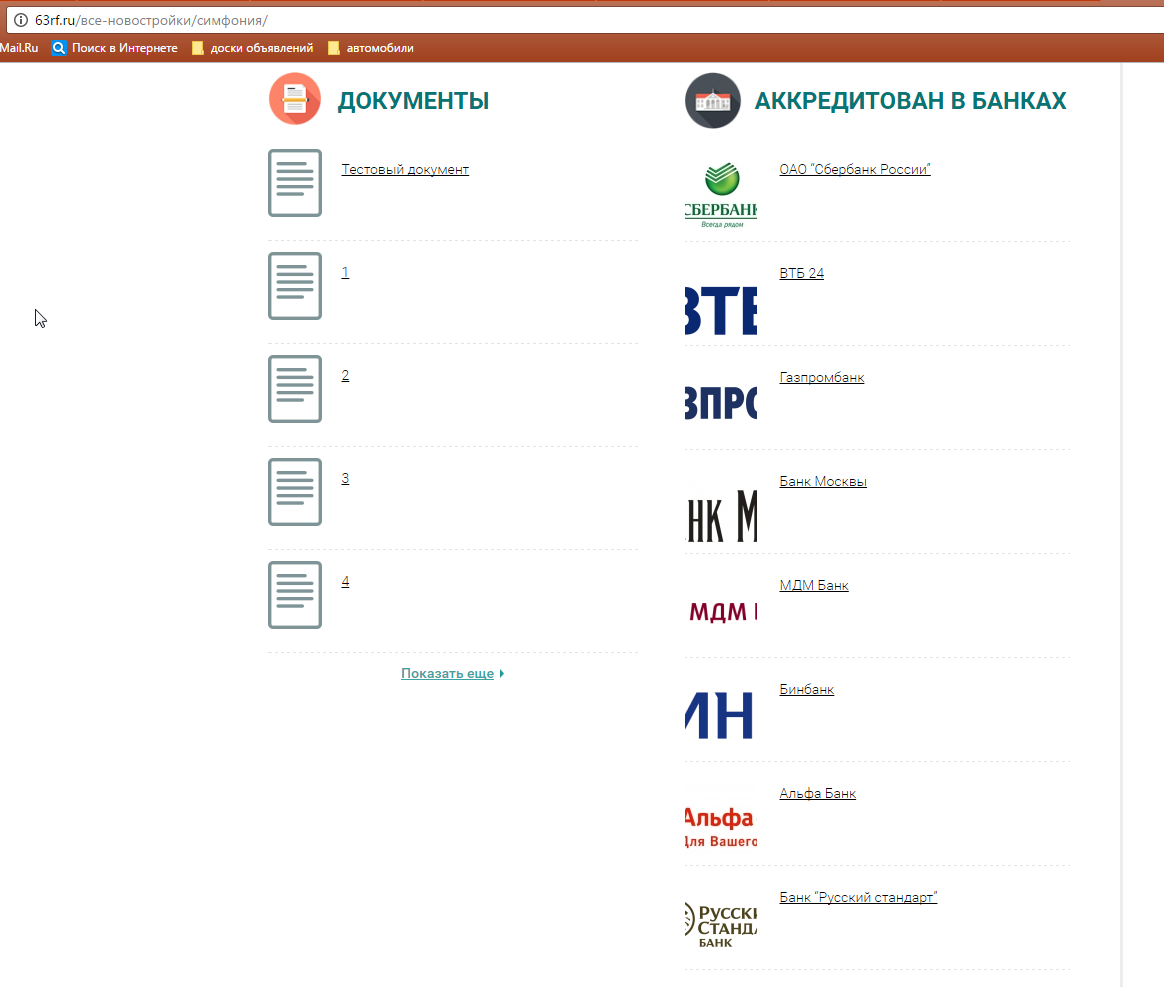 63rf.ru/все-новостройки/симфония/
Mail.Ru Поиск в Интернете доски объявлений автомобили
ДОКУМЕНТЫ
Тестовый документ
1
2
3
4
Показать еще
АККРЕДИТОВАН В БАНКАХ
СБЕРБАНК
Всегда рядом
ОАО “Сбербанк России”
ВТБ
ВТБ 24
ЗПРО
Газпромбанк
НК М
Банк Москвы
МДМ
МДМ Банк
ИН
Бинбанк
Альфа
Для Вашего
Альфа Банк
Русски
Станда
БАНК
Банк “Русский стандарт”